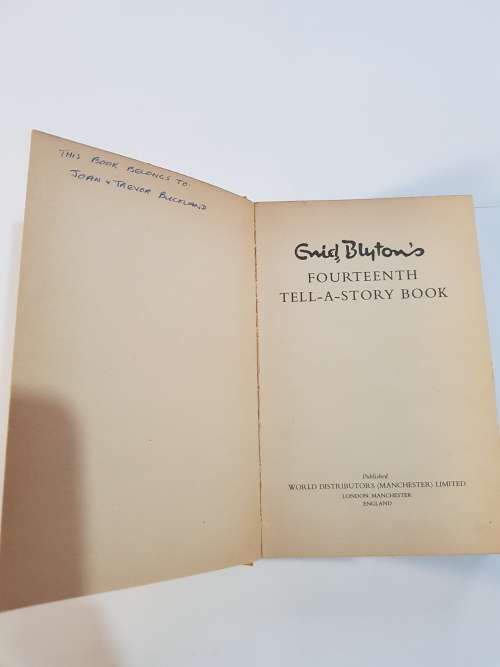 THIS BOOK BELONGS TO:
JOAN & TREVOR BUCKLAND
Enid Blyton's
FOURTEENTH
TELL-A-STORY BOOK
Published
WORLD DISTRIBUTORS (MANCHESTER) LIMITED
LONDON, MANCHESTER
ENGLAND